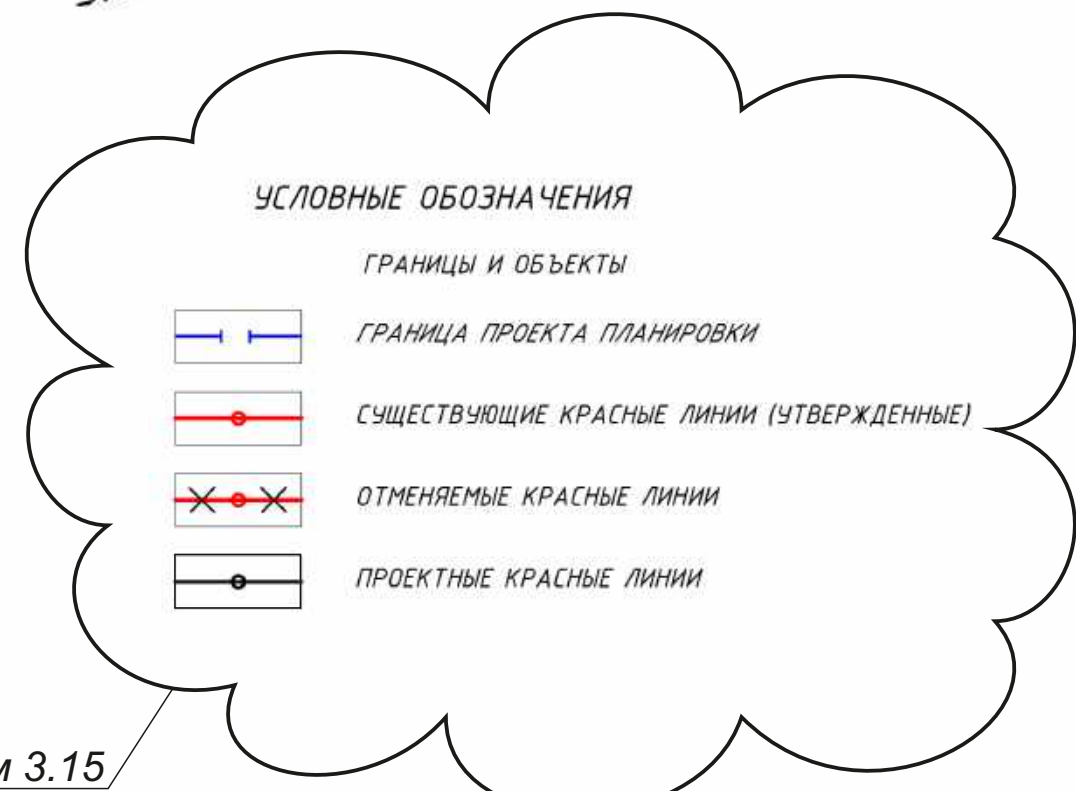 УСЛОВНЫЕ ОБОЗНАЧЕНИЯ
ГРАНИЦЫ И ОБЪЕКТЫ
ГРАНИЦА ПРОЕКТА ПЛАНИРОВКИ
СУЩЕСТВУЮЩИЕ КРАСНЫЕ ЛИНИИ (УТВЕРЖДЕННЫЕ)
ОТМЕНЯЕМЫЕ КРАСНЫЕ ЛИНИИ
ПРОЕКТНЫЕ КРАСНЫЕ ЛИНИИ
3.15